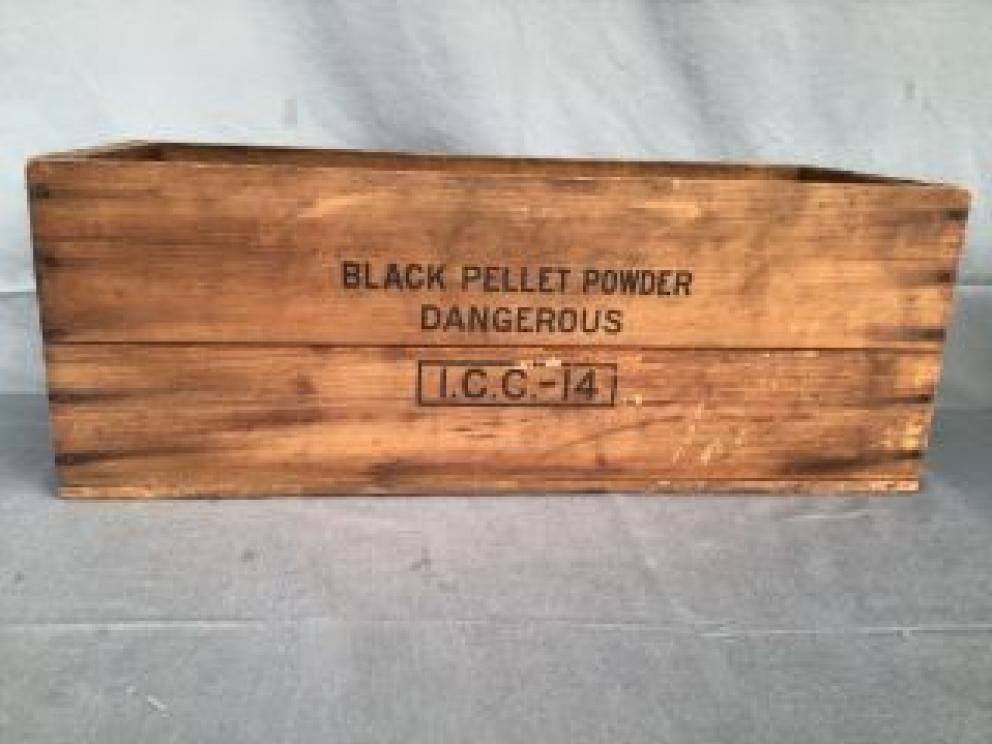 BLACK PELLET POWDER
DANGEROUS
I.C.C.-14